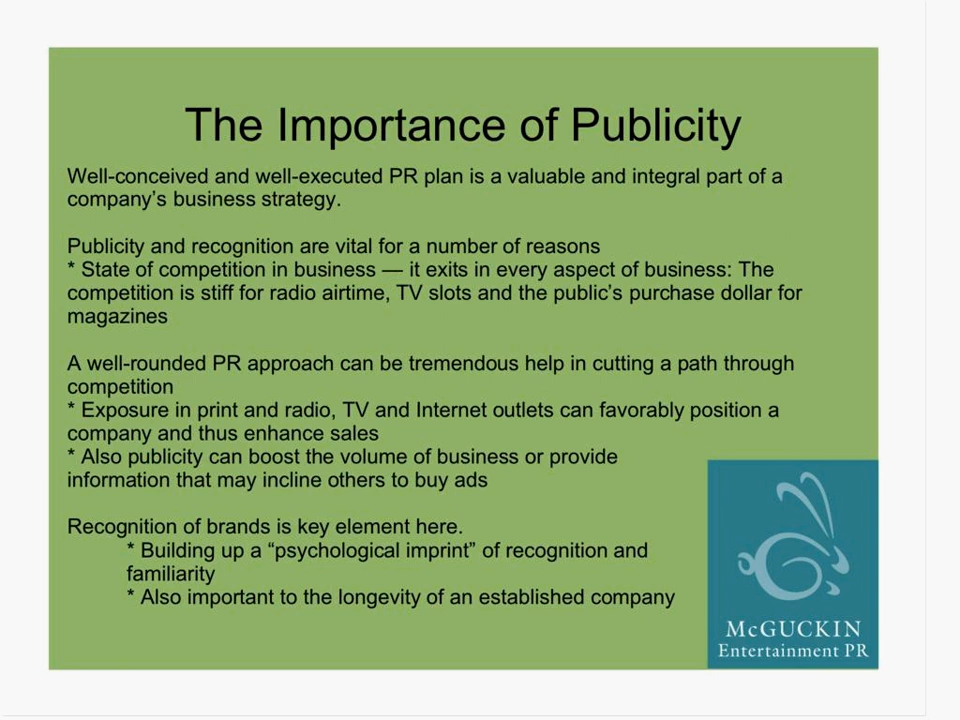 The Importance of Publicity
Well-conceived and well-executed PR plan is a valuable and integral part of a
company’s business strategy.
Publicity and recognition are vital for a number of reasons
* State of competition in business — it exits in every aspect of business: The
competition is stiff for radio airtime, TV slots and the public’s purchase dollar for
magazines
A well-rounded PR approach can be tremendous help in cutting a path through
competition
* Exposure in print and radio, TV and Internet outlets can favorably position a
company and thus enhance sales
* Also publicity can boost the volume of business or provide
information that may incline others to buy ads
Recognition of brands is key element here.
* Building up a “psychological imprint” of recognition and
familiarity
* Also important to the longevity of an established company
McGUCKIN
Entertainment PR